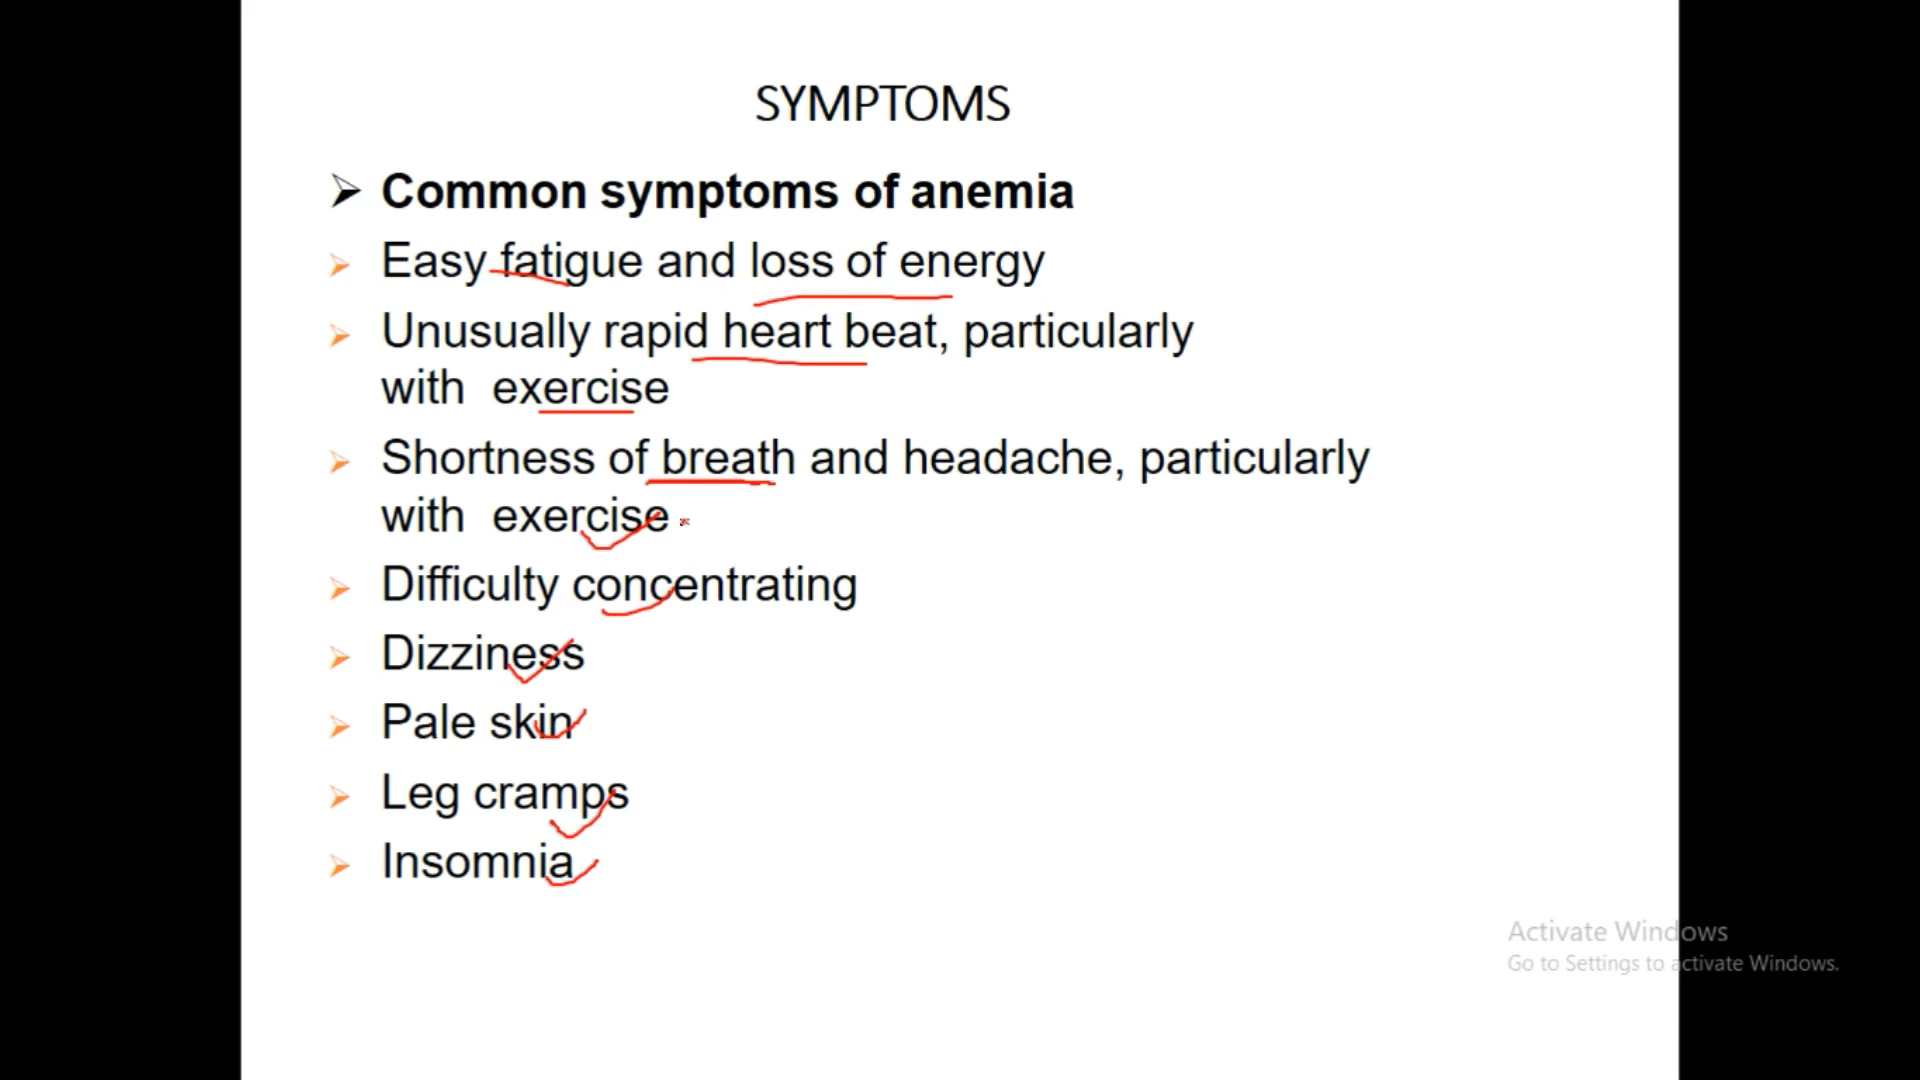 SYMPTOMS
Common symptoms of anemia
Easy fatigue and loss of energy
Unusually rapid heart beat, particularly
with exercise
Shortness of breath and headache, particularly
with exercise
Difficulty concentrating
Dizziness
Pale skin
Leg cramps
Insomnia
Activate Windows
Go to Settings to activate Windows.